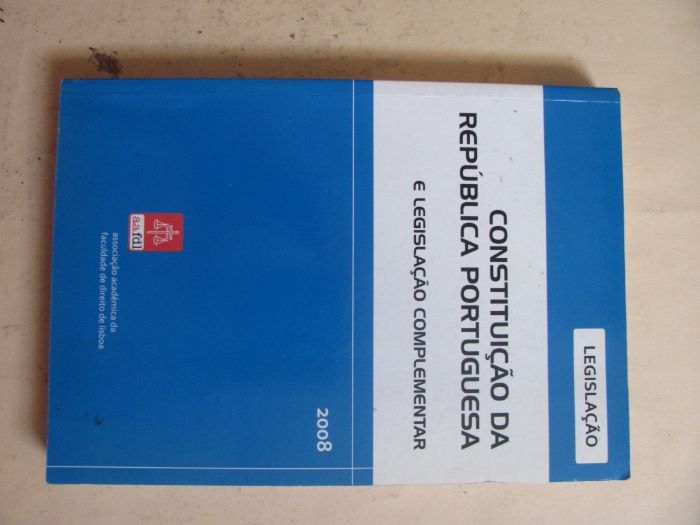 LEGISLAÇÃO
CONSTITUIÇÃO DA
REPÚBLICA PORTUGUESA
E LEGISLAÇÃO COMPLEMENTAR
2008
aafdl
associação académica da
faculdade de direito de lisboa